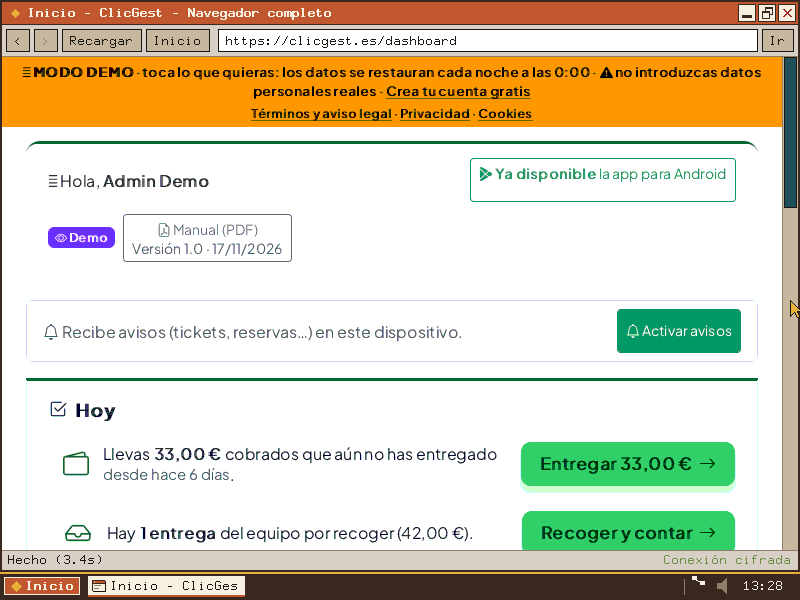 Inicio - ClicGest - Navegador completo
< > Recargar Inicio https://clicgest.es/dashboard Ir
MODO DEMO · toca lo que quieras: los datos se restauran cada noche a las 0:00 · no introduzcas datos
personales reales · Crea tu cuenta gratis
Términos y aviso legal · Privacidad · Cookies
Hola, Admin Demo
Ya disponible la app para Android
Demo
Manual (PDF)
Versión 1.0 · 17/11/2026
Recibe avisos (tickets, reservas...) en este dispositivo.
Activar avisos
Hoy
Llevas 33,00 € cobrados que aún no has entregado
desde hace 6 días.
Entregar 33,00 € →
Hay 1 entrega del equipo por recoger (42,00 €).
Recoger y contar →
Hecho (3.4s)
Conexión cifrada
Inicio
Inicio - ClicGes
13:28